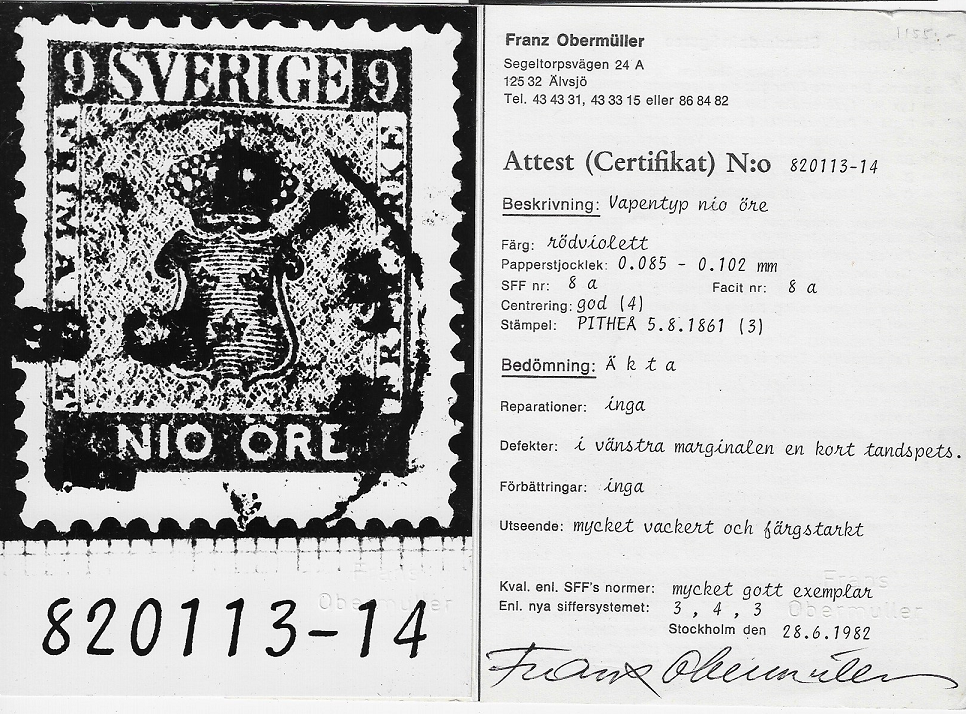 9 SVERIGE 9
FRIMÄRKE
FRIMÄRKE
NIO ÖRE
820113-14
Franz Obermüller
Segeltorpsvägen 24 A
125 32 Älvsjö
Tel. 43 43 31, 43 33 15 eller 86 84 82
Attest (Certifikat) N:o 820113-14
Beskrivning: Vapentyp nio öre
Färg: rödviolett
Papperstjocklek: 0.085 - 0.102 mm
SFF nr: 8 a Facit nr: 8 a
Centrering: god (4)
Stämpel: PITHEÅ 5.8.1861 (3)
Bedömning: Ä k t a
Reparationer: inga
Defekter: i vänstra marginalen en kort tandspets.
Förbättringar: inga
Utseende: mycket vackert och färgstarkt
Kval. enl. SFF's normer: mycket gott exemplar
Enl. nya siffersystemet: 3 , 4 , 3
Frans
Obermüller
Stockholm den 28.6.1982
Franz Obermüller